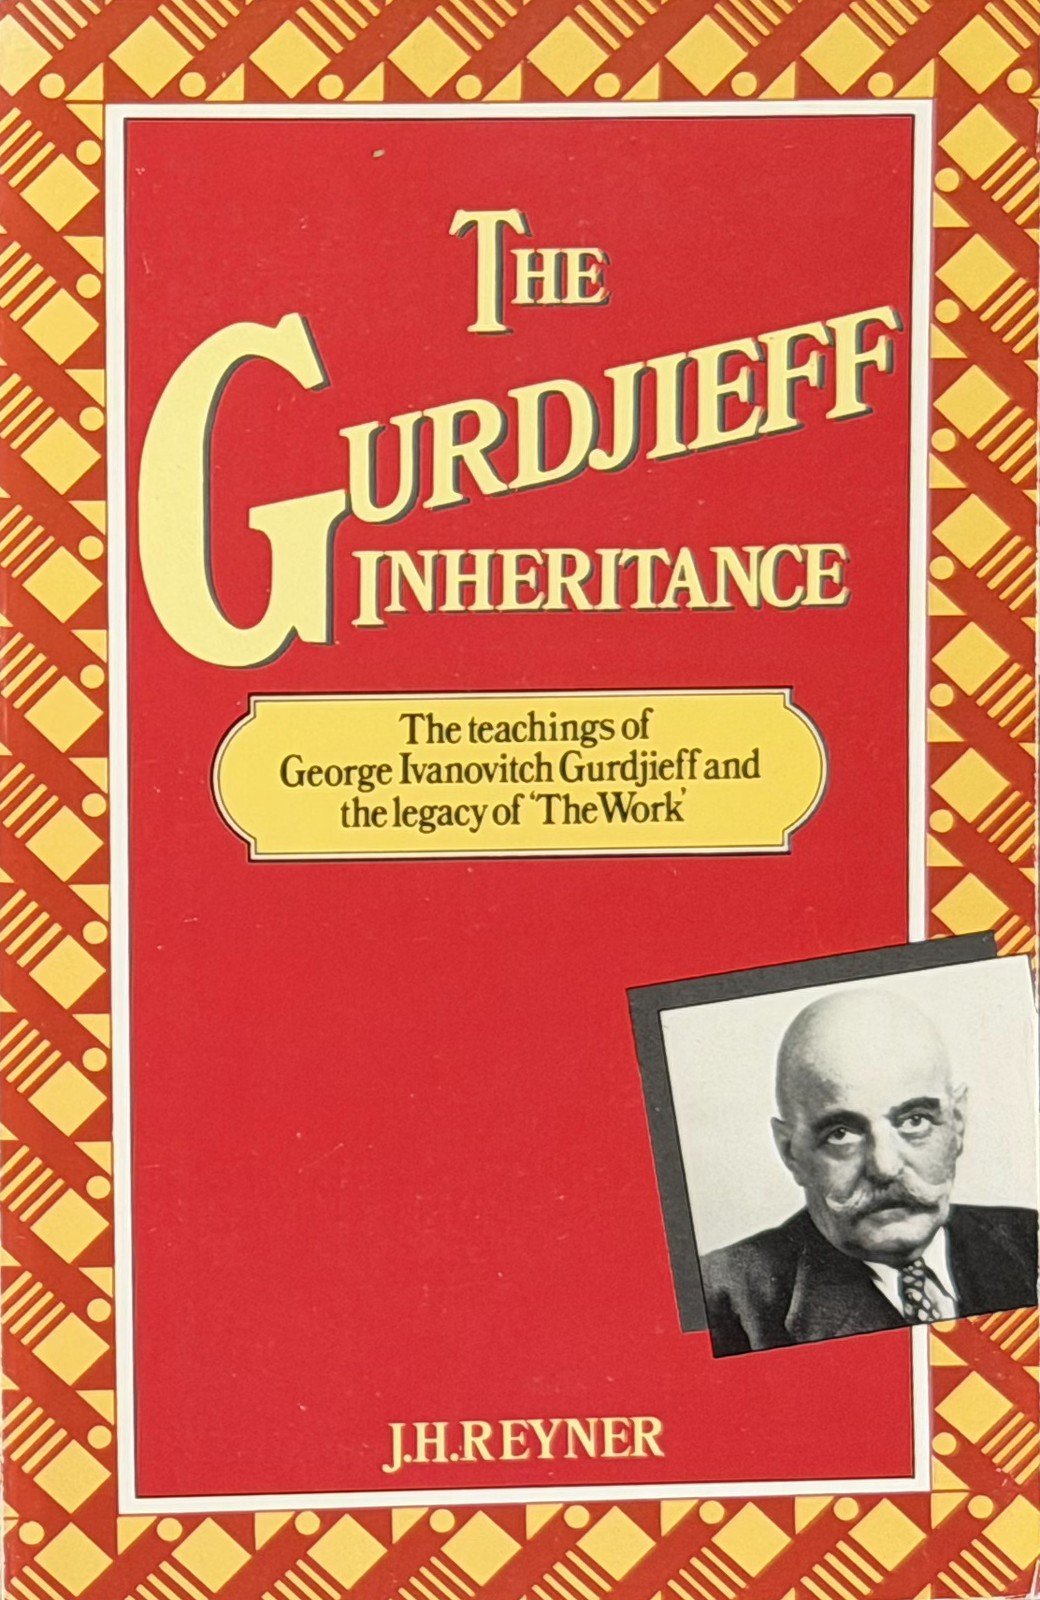 THE
GURDJIEFF
INHERITANCE
The teachings of
George Ivanovitch Gurdjieff and
the legacy of 'The Work'
J.H.REYNER